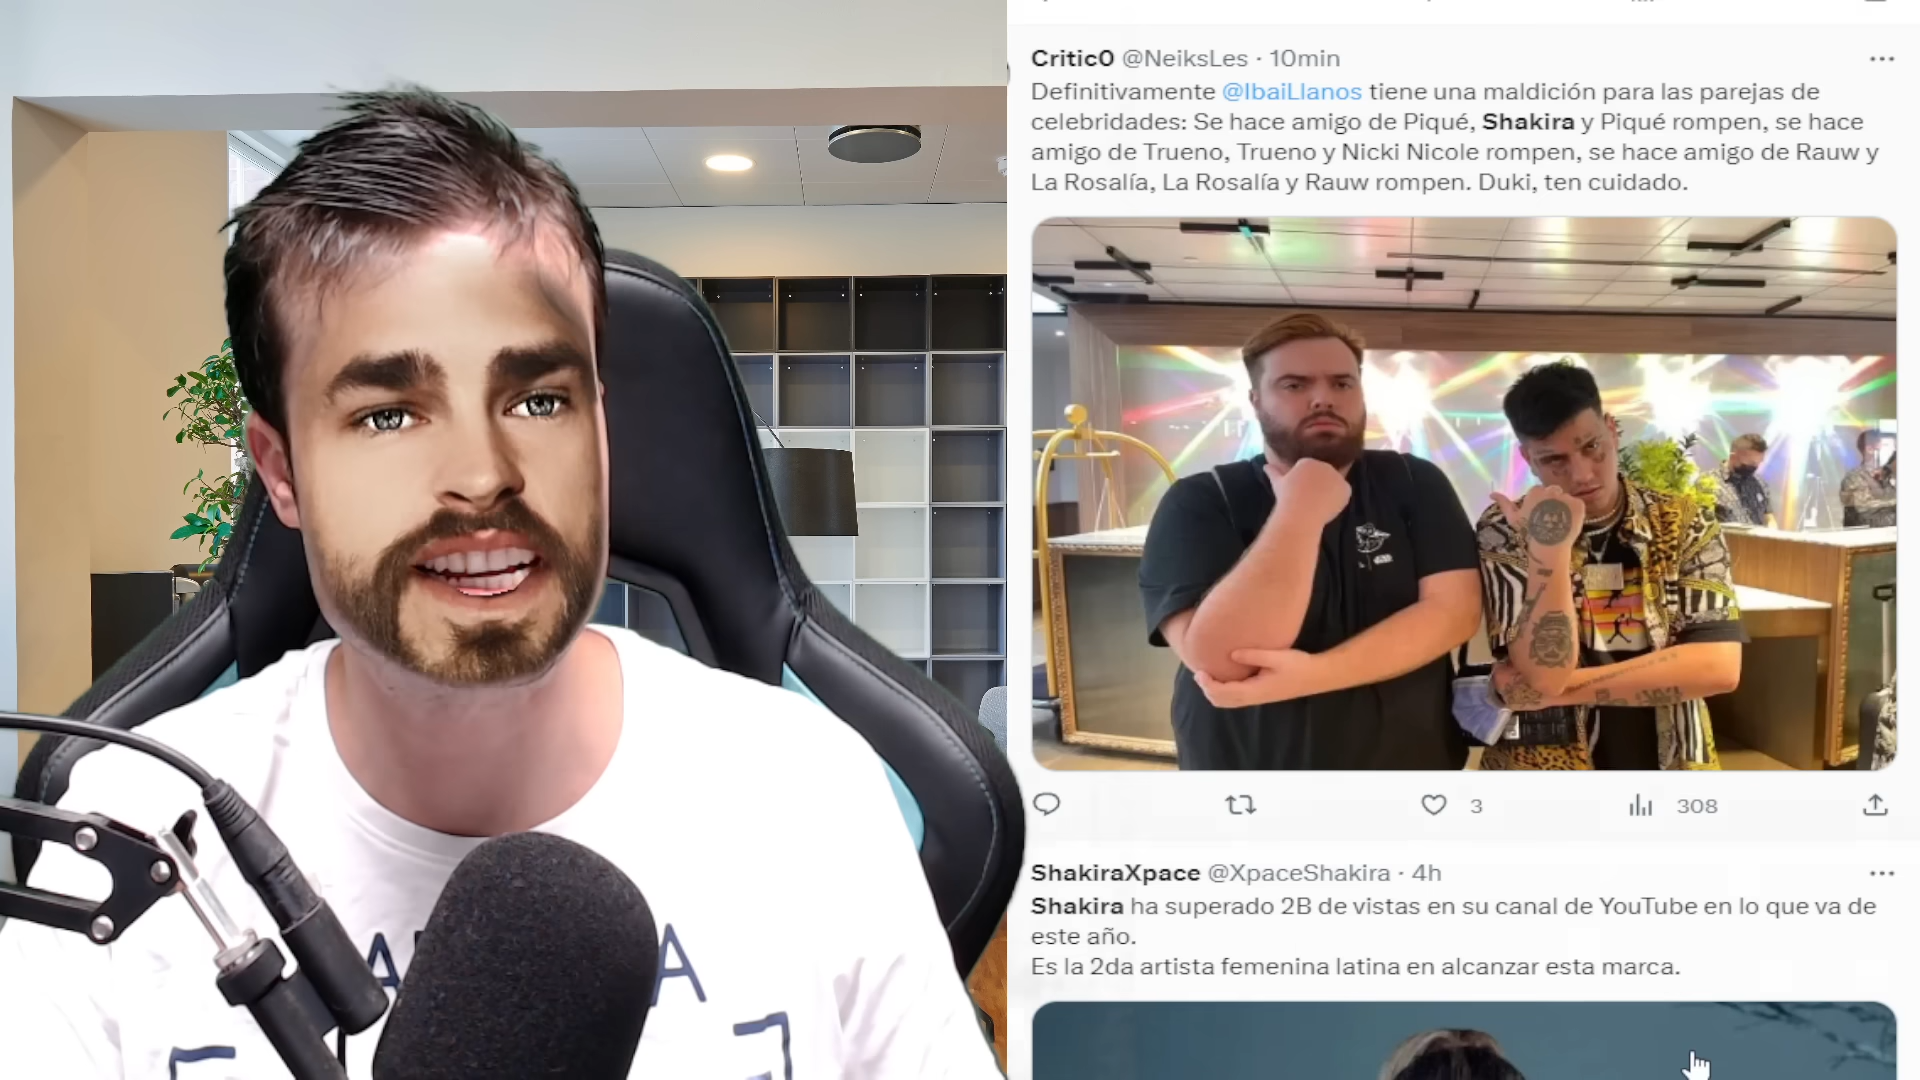 Critic0 @NeiksLes · 10min
Definitivamente @IbaiLlanos tiene una maldición para las parejas de
celebridades: Se hace amigo de Piqué, Shakira y Piqué rompen, se hace
amigo de Trueno, Trueno y Nicki Nicole rompen, se hace amigo de Rauw y
La Rosalía, La Rosalía y Rauw rompen. Duki, ten cuidado.
3
308
ShakiraXpace @XpaceShakira · 4h
Shakira ha superado 2B de vistas en su canal de YouTube en lo que va de
este año.
Es la 2da artista femenina latina en alcanzar esta marca.